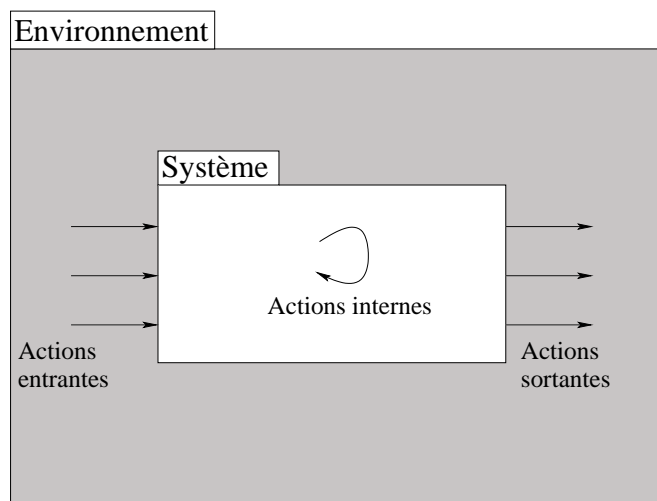 Environnement
Système
Actions internes
Actions
entrantes
Actions
sortantes